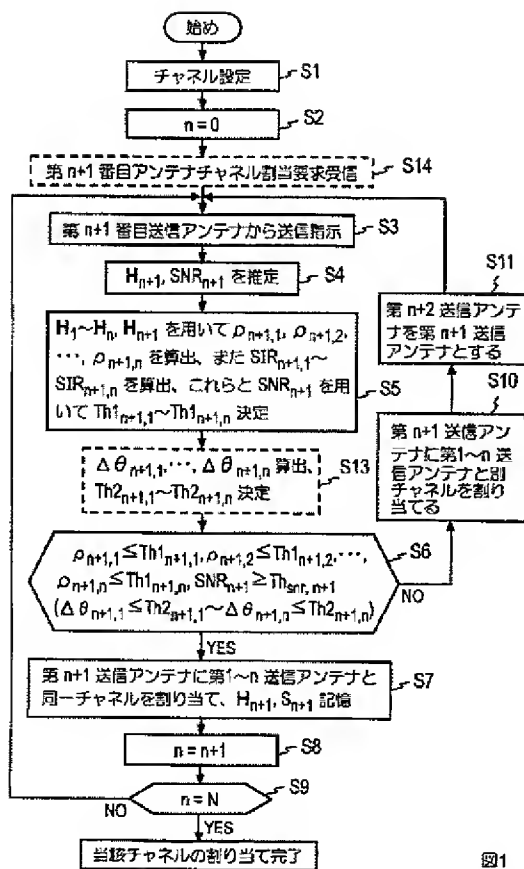 始め
チャネル設定
S1
n=0
S2
第n+1番目アンテナチャネル割当要求受信
S14
第n+1番目送信アンテナから送信指示
S3
H_{n+1}, SNR_{n+1} を推定
S4
H₁~H_n, H_{n+1} を用いて ρ_{n+1,1}, ρ_{n+1,2},
…, ρ_{n+1,n} を算出、また SIR_{n+1,1}~
SIR_{n+1,n} を算出、これらと SNR_{n+1} を用
いて Th1_{n+1,1}~Th1_{n+1,n} 決定
S5
Δθ_{n+1,1}, …, Δθ_{n+1,n} 算出、
Th2_{n+1,1}~Th2_{n+1,n} 決定
S13
ρ_{n+1,1}≤Th1_{n+1,1}, ρ_{n+1,2}≤Th1_{n+1,2}, …,
ρ_{n+1,n}≤Th1_{n+1,n}, SNR_{n+1}≥Th_{snr, n+1}
(Δθ_{n+1,1}≤Th2_{n+1,1}~Δθ_{n+1,n}≤Th2_{n+1,n})
S6
NO
YES
S11
第n+2送信アンテ
ナを第n+1送信
アンテナとする
S10
第n+1送信アン
テナに第1~n送
信アンテナと別
チャネルを割り
当てる
第n+1送信アンテナに第1~n送信アンテナと
同一チャネルを割り当て、H_{n+1}, S_{n+1} 記憶
S7
n=n+1
S8
n=N
S9
NO
YES
当該チャネルの割り当て完了
図1